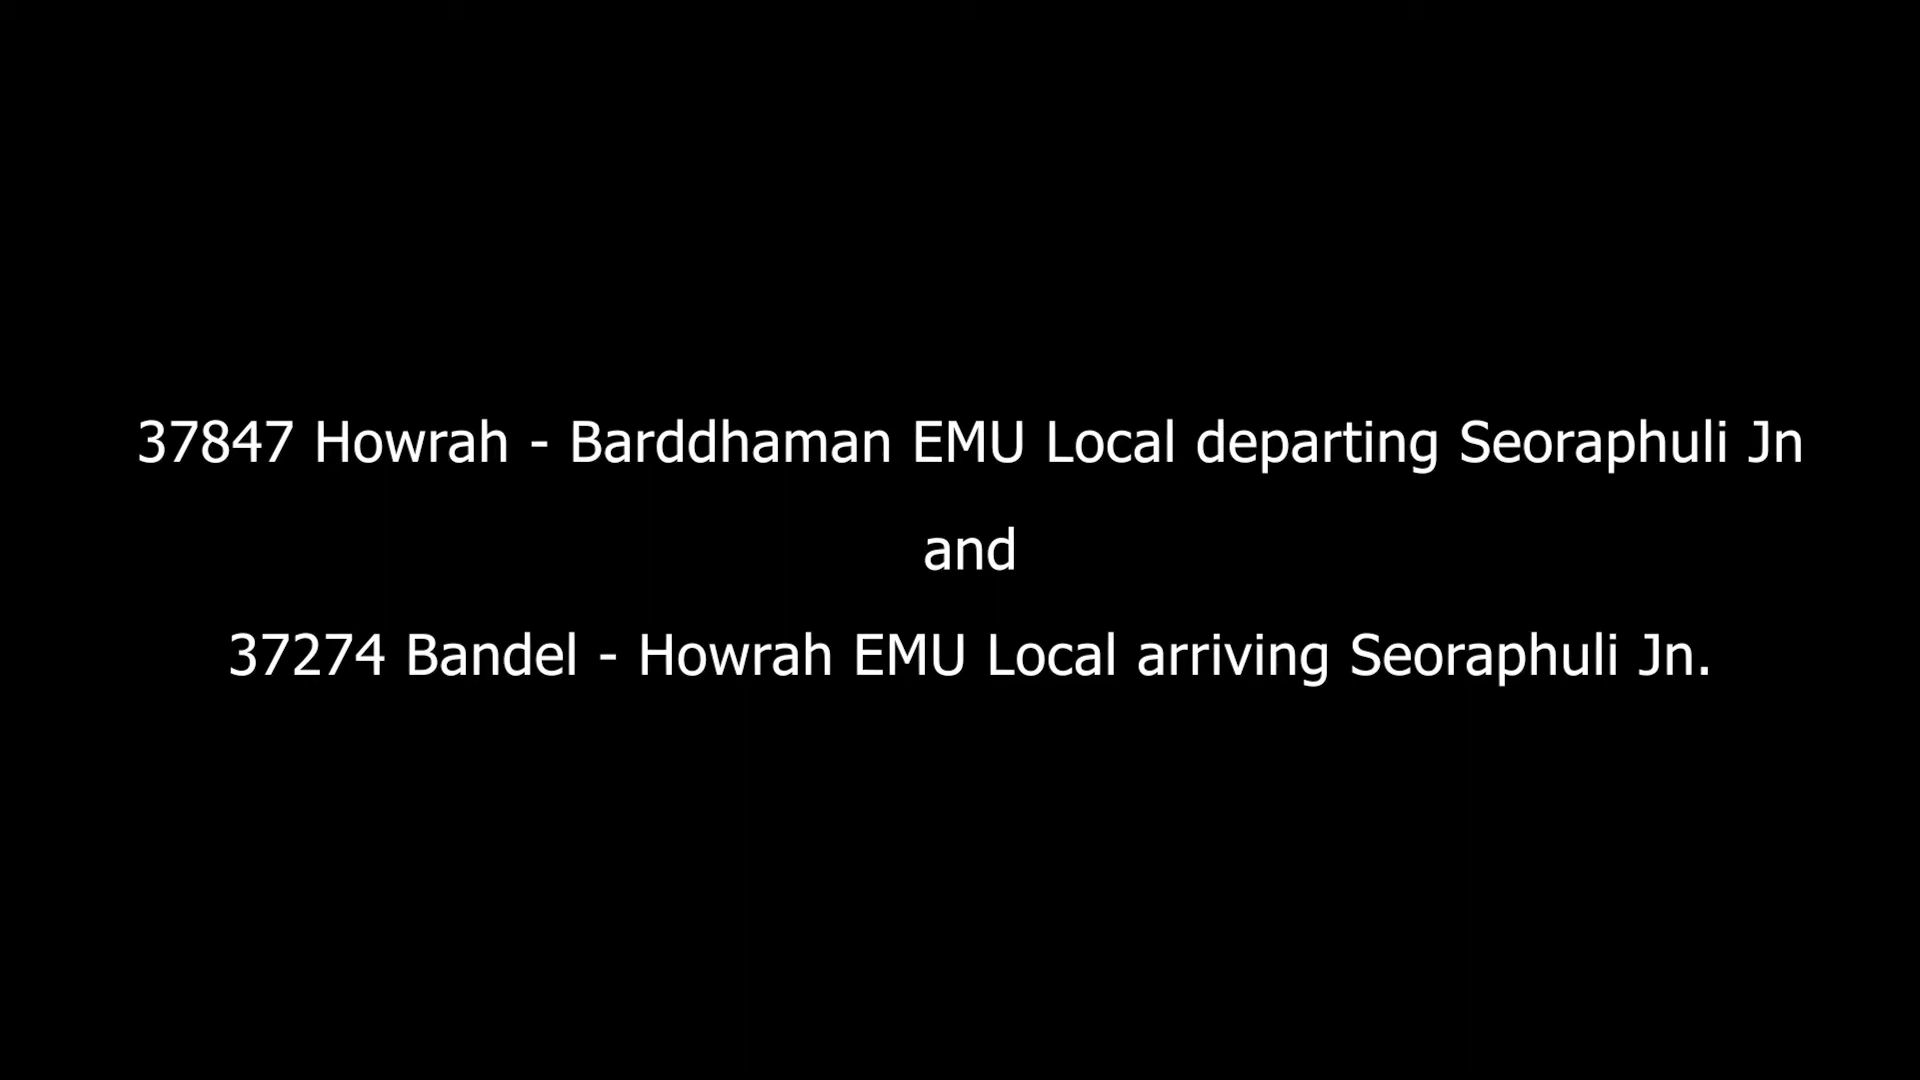 37847 Howrah - Barddhaman EMU Local departing Seoraphuli Jn
and
37274 Bandel - Howrah EMU Local arriving Seoraphuli Jn.